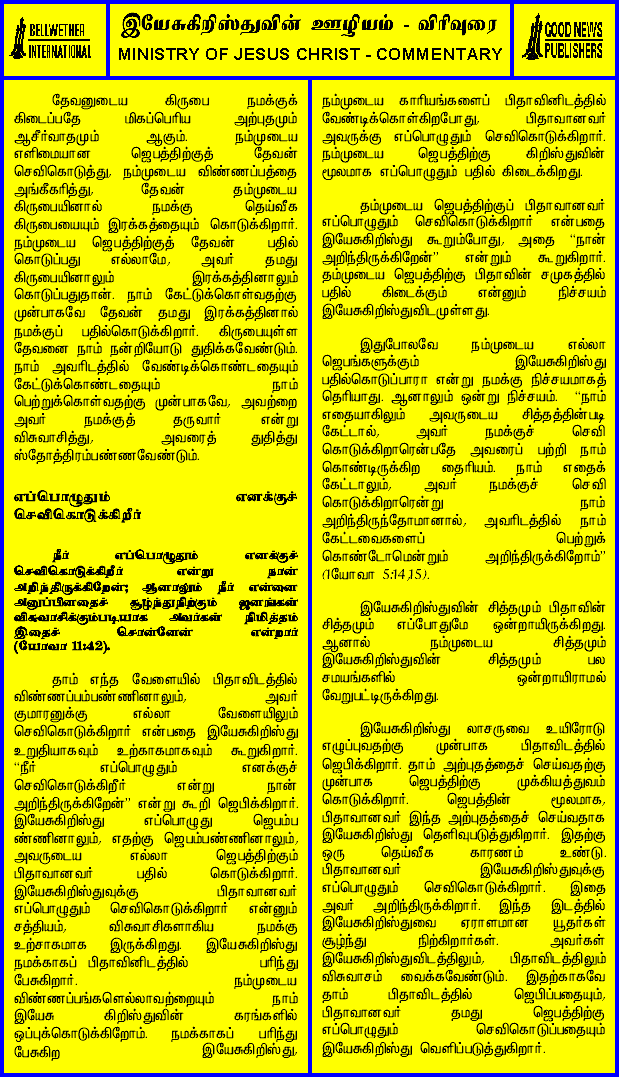 BELLWETHER
INTERNATIONAL
இயேசுகிறிஸ்துவின் ஊழியம் - விரிவுரை
MINISTRY OF JESUS CHRIST - COMMENTARY
GOOD NEWS
PUBLISHERS
தேவனுடைய கிருபை நமக்குக்
கிடைப்பதே மிகப்பெரிய அற்புதமும்
ஆசீர்வாதமும் ஆகும். நம்முடைய
எளிமையான ஜெபத்திற்குத் தேவன்
செவிகொடுத்து, நம்முடைய விண்ணப்பத்தை
அங்கீகரித்து, தேவன் தம்முடைய
கிருபையினால் நமக்கு தெய்வீக
கிருபையையும் இரக்கத்தையும் கொடுக்கிறார்.
நம்முடைய ஜெபத்திற்குத் தேவன் பதில்
கொடுப்பது எல்லாமே, அவர் தமது
கிருபையினாலும் இரக்கத்தினாலும்
கொடுப்பதுதான். நாம் கேட்டுக்கொள்வதற்கு
முன்பாகவே தேவன் தமது இரக்கத்தினால்
நமக்குப் பதில்கொடுக்கிறார். கிருபையுள்ள
தேவனை நாம் நன்றியோடு துதிக்கவேண்டும்.
நாம் அவரிடத்தில் வேண்டிக்கொண்டதையும்
கேட்டுக்கொண்டதையும் நாம்
பெற்றுக்கொள்வதற்கு முன்பாகவே, அவற்றை
அவர் நமக்குத் தருவார் என்று
விசுவாசித்து, அவரைத் துதித்து
ஸ்தோத்திரம்பண்ணவேண்டும்.
எப்பொழுதும் எனக்குச்
செவிகொடுக்கிறீர்
நீர் எப்பொழுதும் எனக்குச்
செவிகொடுக்கிறீர் என்று நான்
அறிந்திருக்கிறேன்; ஆனாலும் நீர் என்னை
அனுப்பினதைச் சூழ்ந்துநிற்கும் ஜனங்கள்
விசுவாசிக்கும்படியாக அவர்கள் நிமித்தம்
இதைச் சொன்னேன் என்றார்
(யோவா 11:42).
தாம் எந்த வேளையில் பிதாவிடத்தில்
விண்ணப்பம்பண்ணினாலும், அவர்
குமாரனுக்கு எல்லா வேளையிலும்
செவிகொடுக்கிறார் என்பதை இயேசுகிறிஸ்து
உறுதியாகவும் உற்காகமாகவும் கூறுகிறார்.
“நீர் எப்பொழுதும் எனக்குச்
செவிகொடுக்கிறீர் என்று நான்
அறிந்திருக்கிறேன்” என்று கூறி ஜெபிக்கிறார்.
இயேசுகிறிஸ்து எப்பொழுது ஜெபம்ப
ண்ணினாலும், எதற்கு ஜெபம்பண்ணினாலும்,
அவருடைய எல்லா ஜெபத்திற்கும்
பிதாவானவர் பதில் கொடுக்கிறார்.
இயேசுகிறிஸ்துவுக்கு பிதாவானவர்
எப்பொழுதும் செவிகொடுக்கிறார் என்னும்
சத்தியம், விசுவாசிகளாகிய நமக்கு
உற்சாகமாக இருக்கிறது. இயேசுகிறிஸ்து
நமக்காகப் பிதாவினிடத்தில் பரிந்து
பேசுகிறார். நம்முடைய
விண்ணப்பங்களெல்லாவற்றையும் நாம்
இயேசு கிறிஸ்துவின் கரங்களில்
ஒப்புக்கொடுக்கிறோம். நமக்காகப் பரிந்து
பேசுகிற இயேசுகிறிஸ்து,
நம்முடைய காரியங்களைப் பிதாவினிடத்தில்
வேண்டிக்கொள்கிறபோது, பிதாவானவர்
அவருக்கு எப்பொழுதும் செவிகொடுக்கிறார்.
நம்முடைய ஜெபத்திற்கு கிறிஸ்துவின்
மூலமாக எப்பொழுதும் பதில் கிடைக்கிறது.
தம்முடைய ஜெபத்திற்குப் பிதாவானவர்
எப்பொழுதும் செவிகொடுக்கிறார் என்பதை
இயேசுகிறிஸ்து கூறும்போது, அதை “நான்
அறிந்திருக்கிறேன்” என்றும் கூறுகிறார்.
தம்முடைய ஜெபத்திற்கு பிதாவின் சமுகத்தில்
பதில் கிடைக்கும் என்னும் நிச்சயம்
இயேசுகிறிஸ்துவிடமுள்ளது.
இதுபோலவே நம்முடைய எல்லா
ஜெபங்களுக்கும் இயேசுகிறிஸ்து
பதில்கொடுப்பாரா என்று நமக்கு நிச்சயமாகத்
தெரியாது. ஆனாலும் ஒன்று நிச்சயம். “நாம்
எதையாகிலும் அவருடைய சித்தத்தின்படி
கேட்டால், அவர் நமக்குச் செவி
கொடுக்கிறாரென்பதே அவரைப் பற்றி நாம்
கொண்டிருக்கிற தைரியம். நாம் எதைக்
கேட்டாலும், அவர் நமக்குச் செவி
கொடுக்கிறாரென்று நாம்
அறிந்திருந்தோமானால், அவரிடத்தில் நாம்
கேட்டவைகளைப் பெற்றுக்
கொண்டோமென்றும் அறிந்திருக்கிறோம்”
(1யோவா 5:14,15).
இயேசுகிறிஸ்துவின் சித்தமும் பிதாவின்
சித்தமும் எப்போதுமே ஒன்றாயிருக்கிறது.
ஆனால் நம்முடைய சித்தமும்
இயேசுகிறிஸ்துவின் சித்தமும் பல
சமயங்களில் ஒன்றாயிராமல்
வேறுபட்டிருக்கிறது.
இயேசுகிறிஸ்து லாசருவை உயிரோடு
எழுப்புவதற்கு முன்பாக பிதாவிடத்தில்
ஜெபிக்கிறார். தாம் அற்புதத்தைச் செய்வதற்கு
முன்பாக ஜெபத்திற்கு முக்கியத்துவம்
கொடுக்கிறார். ஜெபத்தின் மூலமாக,
பிதாவானவர் இந்த அற்புதத்தைச் செய்வதாக
இயேசுகிறிஸ்து தெளிவுபடுத்துகிறார். இதற்கு
ஒரு தெய்வீக காரணம் உண்டு.
பிதாவானவர் இயேசுகிறிஸ்துவுக்கு
எப்பொழுதும் செவிகொடுக்கிறார். இதை
அவர் அறிந்திருக்கிறார். இந்த இடத்தில்
இயேசுகிறிஸ்துவை ஏராளமான யூதர்கள்
சூழ்ந்து நிற்கிறார்கள். அவர்கள்
இயேசுகிறிஸ்துவிடத்திலும், பிதாவிடத்திலும்
விசுவாசம் வைக்கவேண்டும். இதற்காகவே
தாம் பிதாவிடத்தில் ஜெபிப்பதையும்,
பிதாவானவர் தமது ஜெபத்திற்கு
எப்பொழுதும் செவிகொடுப்பதையும்
இயேசுகிறிஸ்து வெளிப்படுத்துகிறார்.